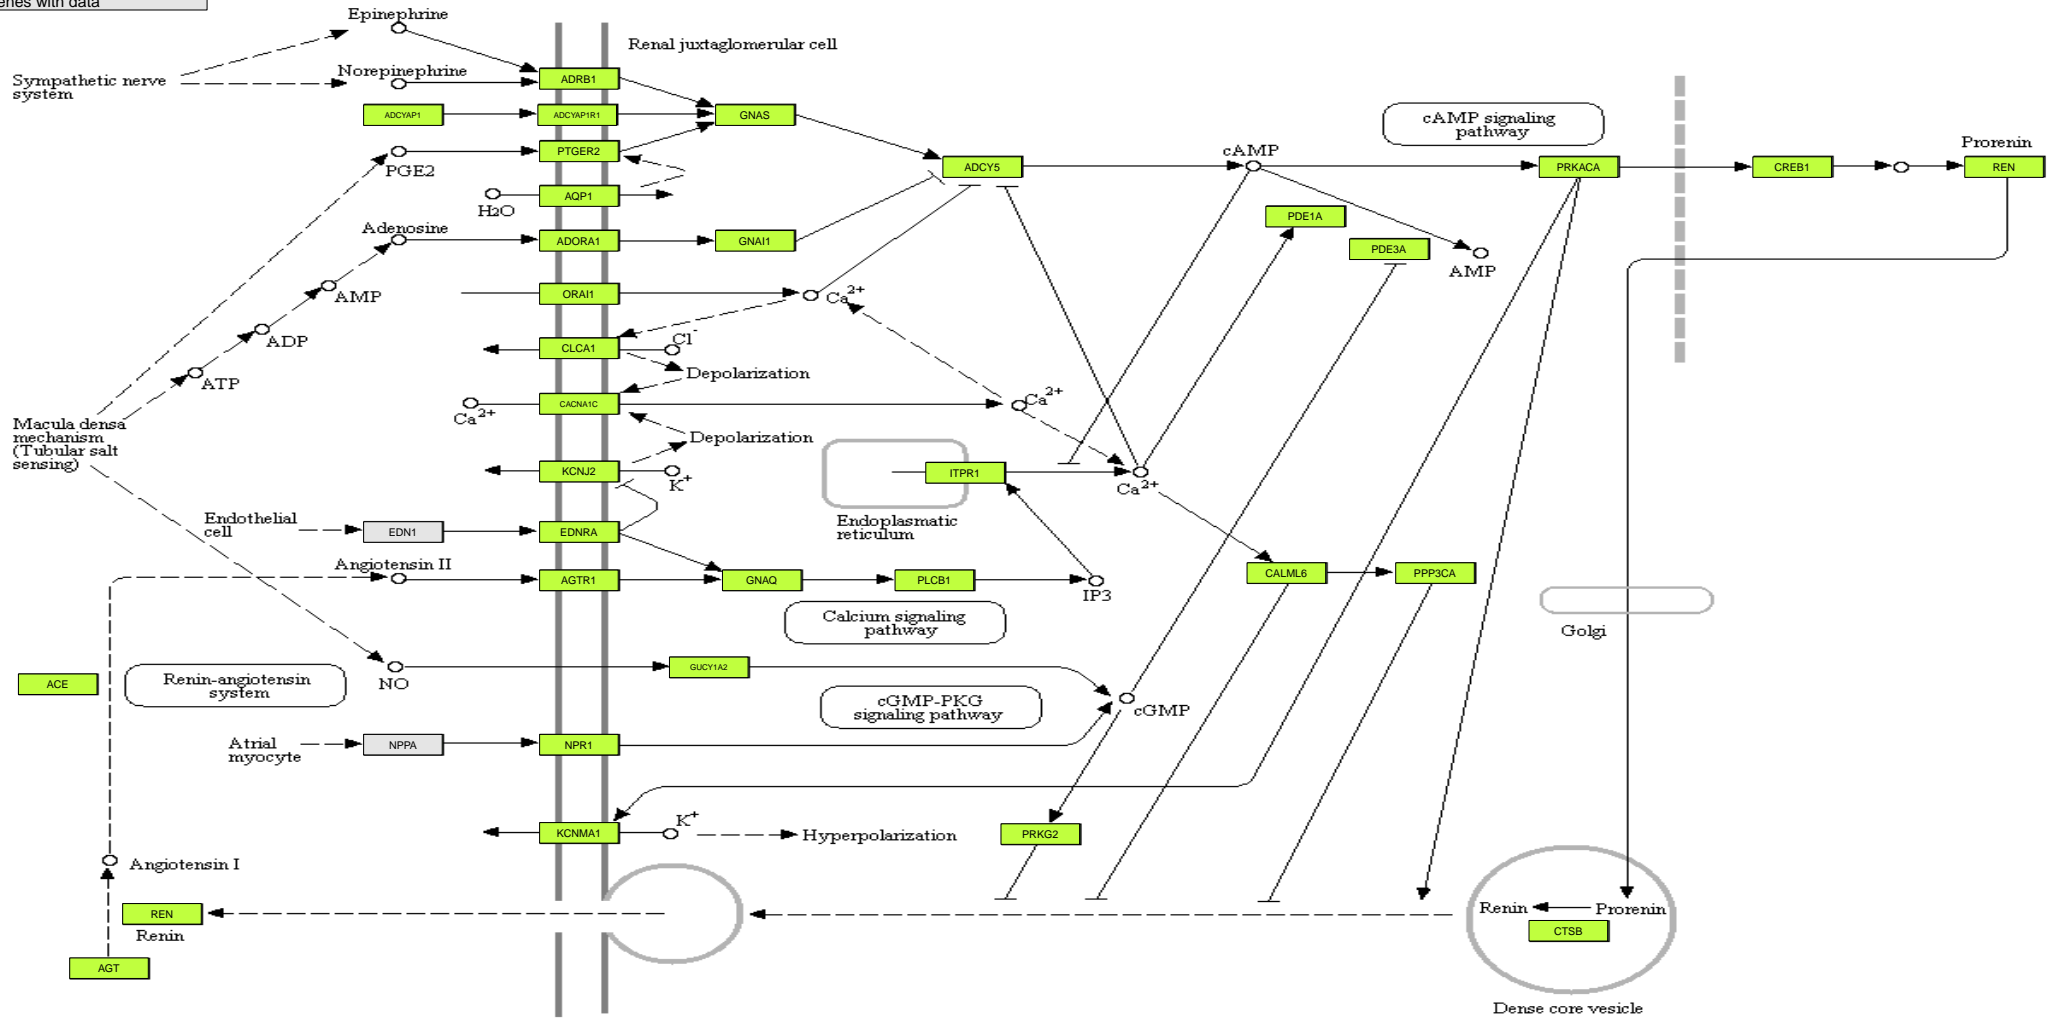 enes with data
Epinephrine
Renal juxtaglomerular cell
Sympathetic nerve
system
Norepinephrine
ADRB1
ADCYAP1
ADCYAP1R1
GNAS
cAMP signaling
pathway
PGE2
PTGER2
ADCY5
cAMP
PRKACA
CREB1
Prorenin
REN
H2O
AQP1
PDE1A
Adenosine
ADORA1
GNAI1
PDE3A
AMP
AMP
ORAI1
Ca2+
ADP
CLCA1
Cl-
ATP
Depolarization
Ca2+
CACNA1C
Ca2+
Macula densa
mechanism
(Tubular salt
sensing)
Depolarization
KCNJ2
K+
ITPR1
Ca2+
Endoplasmatic
reticulum
Endothelial
cell
EDN1
EDNRA
Angiotensin II
AGTR1
GNAQ
PLCB1
IP3
CALML6
PPP3CA
Calcium signaling
pathway
Golgi
ACE
Renin-angiotensin
system
NO
GUCY1A2
cGMP-PKG
signaling pathway
cGMP
Atrial
myocyte
NPPA
NPR1
KCNMA1
K+
Hyperpolarization
PRKG2
Angiotensin I
REN
Renin
Renin
Prorenin
CTSB
AGT
Dense core vesicle